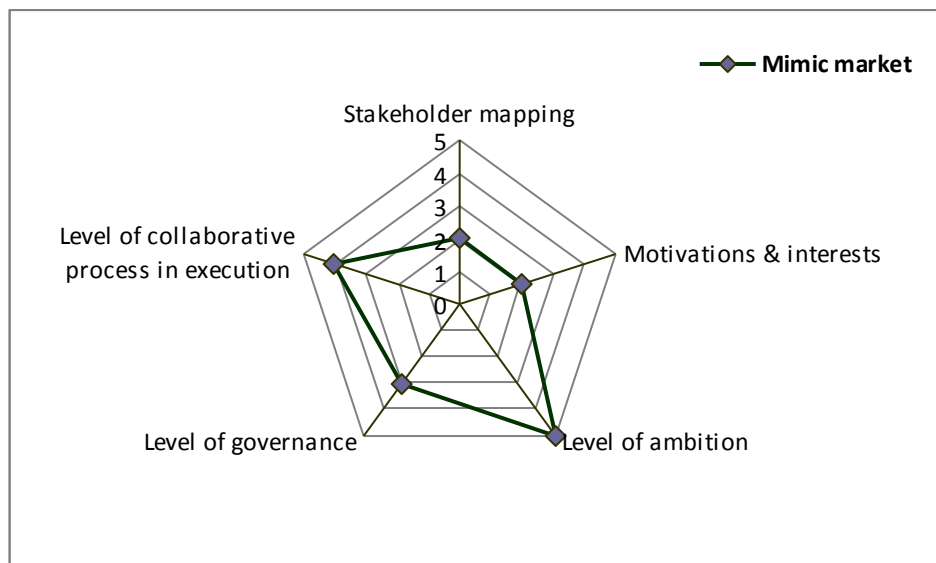 Mimic market
Stakeholder mapping
5
4
3
2
1
0
Motivations & interests
Level of ambition
Level of governance
Level of collaborative
process in execution